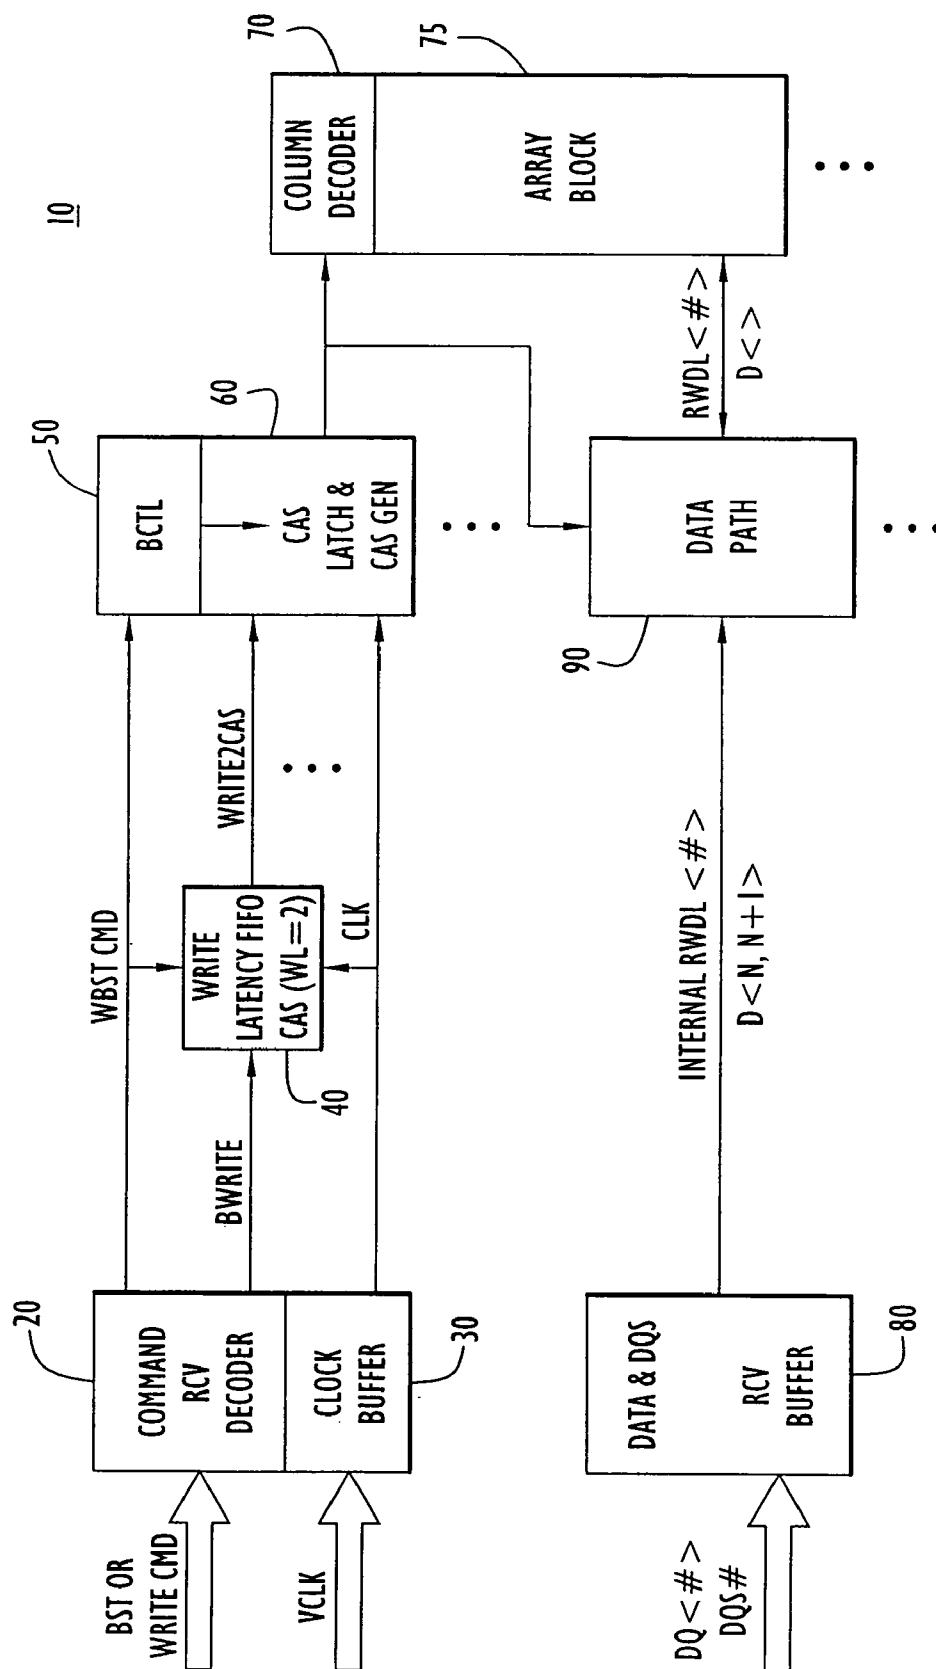 10
BST OR
WRITE CMD
VCLK
20
COMMAND
RCV
DECODER
CLOCK
BUFFER
30
WBST CMD
BWRITE
WRITE
LATENCY FIFO
CAS (WL=2)
40
WRITE2CAS
CLK
50
BCTL
60
CAS
LATCH &
CAS GEN
70
COLUMN
DECODER
75
ARRAY
BLOCK
DQ<#>
DQS#
DATA & DQS
RCV
BUFFER
80
INTERNAL RWDL <#>
D<N, N+1>
90
DATA
PATH
RWDL<#>
D<>